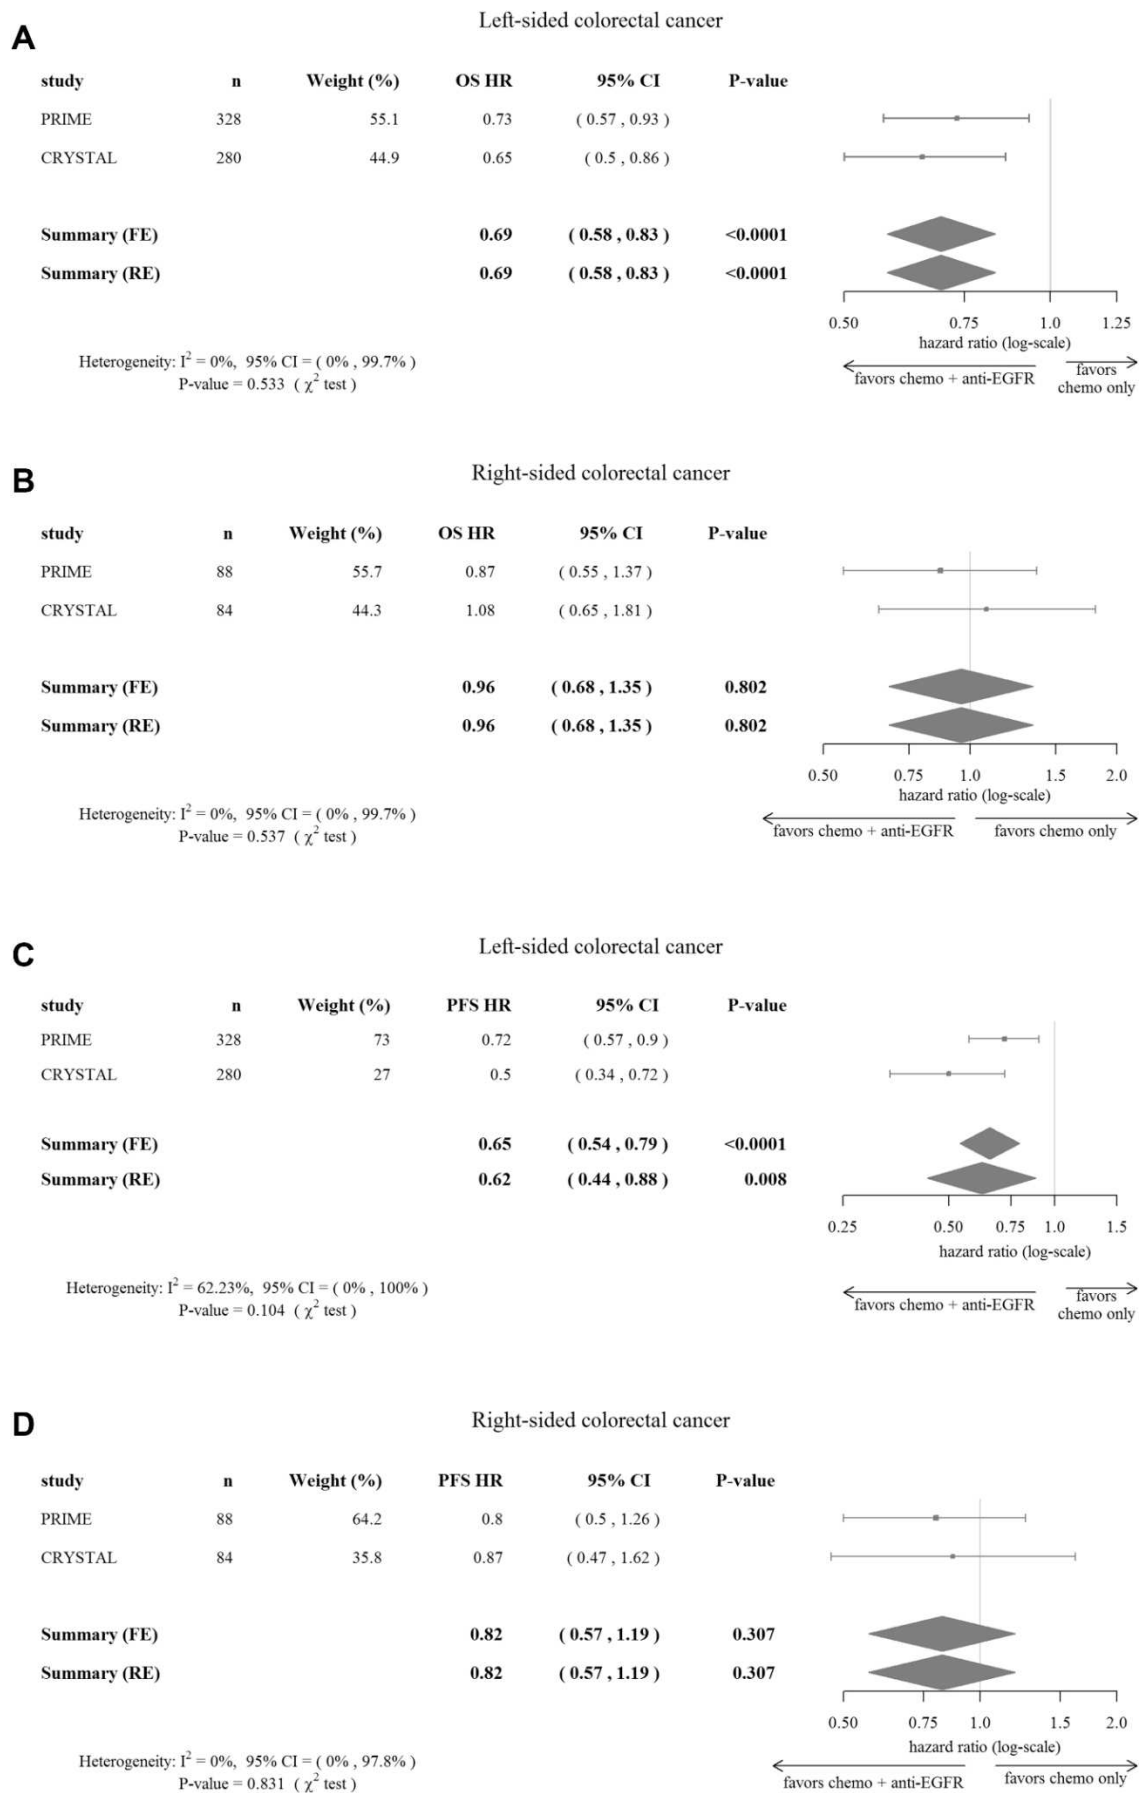 A
Left-sided colorectal cancer
study n Weight (%) OS HR 95% CI P-value
PRIME 328 55.1 0.73 ( 0.57 , 0.93 )
CRYSTAL 280 44.9 0.65 ( 0.5 , 0.86 )
Summary (FE) 0.69 ( 0.58 , 0.83 ) <0.0001
Summary (RE) 0.69 ( 0.58 , 0.83 ) <0.0001
0.50 0.75 1.0 1.25
hazard ratio (log-scale)
Heterogeneity: I² = 0%, 95% CI = ( 0% , 99.7% )
P-value = 0.533 ( χ² test )
favors chemo + anti-EGFR
favors
chemo only
B
Right-sided colorectal cancer
study n Weight (%) OS HR 95% CI P-value
PRIME 88 55.7 0.87 ( 0.55 , 1.37 )
CRYSTAL 84 44.3 1.08 ( 0.65 , 1.81 )
Summary (FE) 0.96 ( 0.68 , 1.35 ) 0.802
Summary (RE) 0.96 ( 0.68 , 1.35 ) 0.802
0.50 0.75 1.0 1.5 2.0
hazard ratio (log-scale)
Heterogeneity: I² = 0%, 95% CI = ( 0% , 99.7% )
P-value = 0.537 ( χ² test )
favors chemo + anti-EGFR favors chemo only
C
Left-sided colorectal cancer
study n Weight (%) PFS HR 95% CI P-value
PRIME 328 73 0.72 ( 0.57 , 0.9 )
CRYSTAL 280 27 0.5 ( 0.34 , 0.72 )
Summary (FE) 0.65 ( 0.54 , 0.79 ) <0.0001
Summary (RE) 0.62 ( 0.44 , 0.88 ) 0.008
0.25 0.50 0.75 1.0 1.5
hazard ratio (log-scale)
Heterogeneity: I² = 62.23%, 95% CI = ( 0% , 100% )
P-value = 0.104 ( χ² test )
favors chemo + anti-EGFR
favors
chemo only
D
Right-sided colorectal cancer
study n Weight (%) PFS HR 95% CI P-value
PRIME 88 64.2 0.8 ( 0.5 , 1.26 )
CRYSTAL 84 35.8 0.87 ( 0.47 , 1.62 )
Summary (FE) 0.82 ( 0.57 , 1.19 ) 0.307
Summary (RE) 0.82 ( 0.57 , 1.19 ) 0.307
0.50 0.75 1.0 1.5 2.0
hazard ratio (log-scale)
Heterogeneity: I² = 0%, 95% CI = ( 0% , 97.8% )
P-value = 0.831 ( χ² test )
favors chemo + anti-EGFR favors chemo only